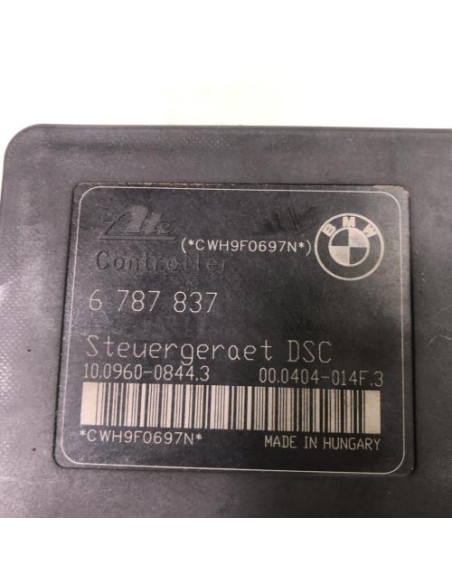 Ate
(*CWH9F0697N*)
BMW
Controller
6 787 837
Steuergeraet DSC
10.0960-0844.3 00.0404-014F.3
*CWH9F0697N* MADE IN HUNGARY